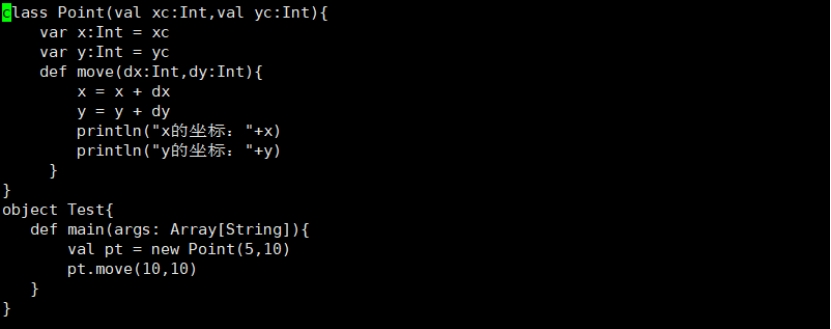 class Point(val xc:Int,val yc:Int){
    var x:Int = xc
    var y:Int = yc
    def move(dx:Int,dy:Int){
        x = x + dx
        y = y + dy
        println("x的坐标："+x)
        println("y的坐标："+y)
     }
}
object Test{
   def main(args: Array[String]){
       val pt = new Point(5,10)
       pt.move(10,10)
   }
}